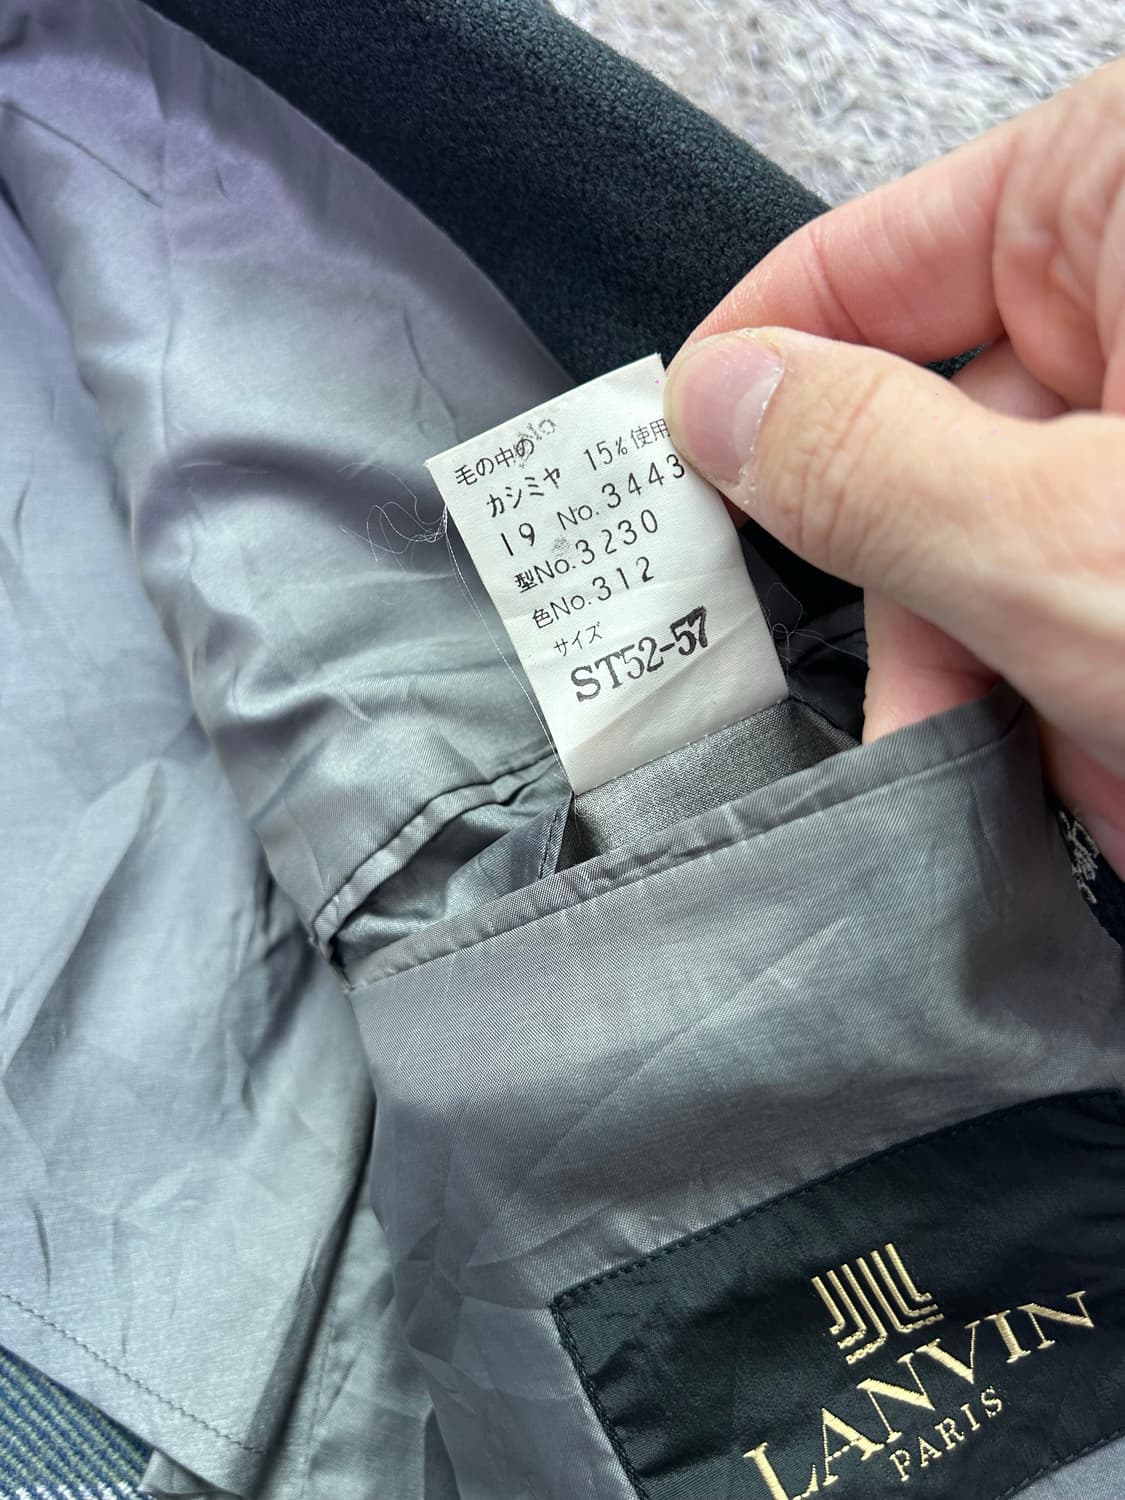 毛の中の
カシミヤ 15%使用
19 No.3443
型No.3230
色No.312
サイズ
ST52-57
LANVIN
PARIS